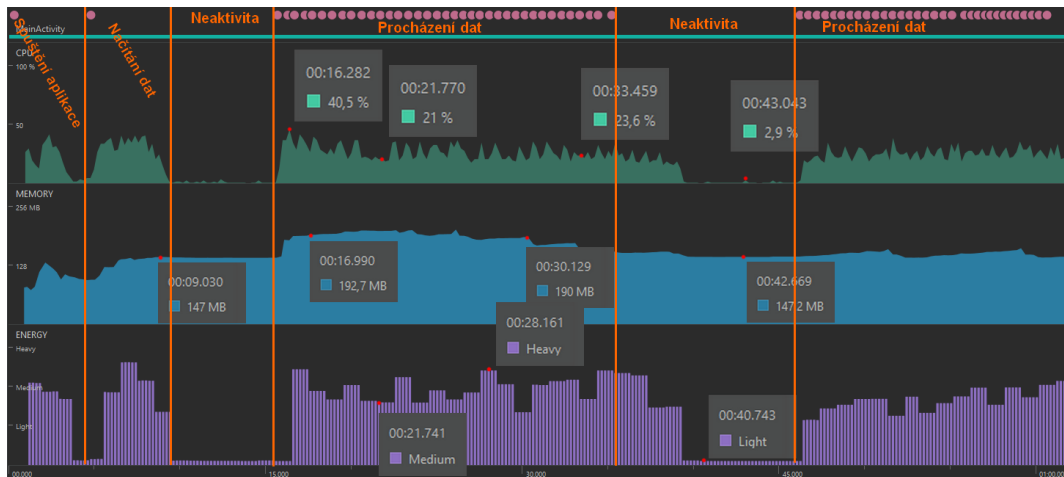 Neaktivita
Procházení dat
Neaktivita
Procházení dat
MainActivity
Spuštění aplikace
Načítání dat
CPU
100 %
50
00:16.282
40,5 %
00:21.770
21 %
00:33.459
23,6 %
00:43.043
2,9 %
MEMORY
256 MB
128
00:09.030
147 MB
00:16.990
192,7 MB
00:30.129
190 MB
00:42.669
147,2 MB
ENERGY
Heavy
Medium
Light
00:28.161
Heavy
00:21.741
Medium
00:40.743
Light
00.000
15.000
30.000
45.000
01:00.000